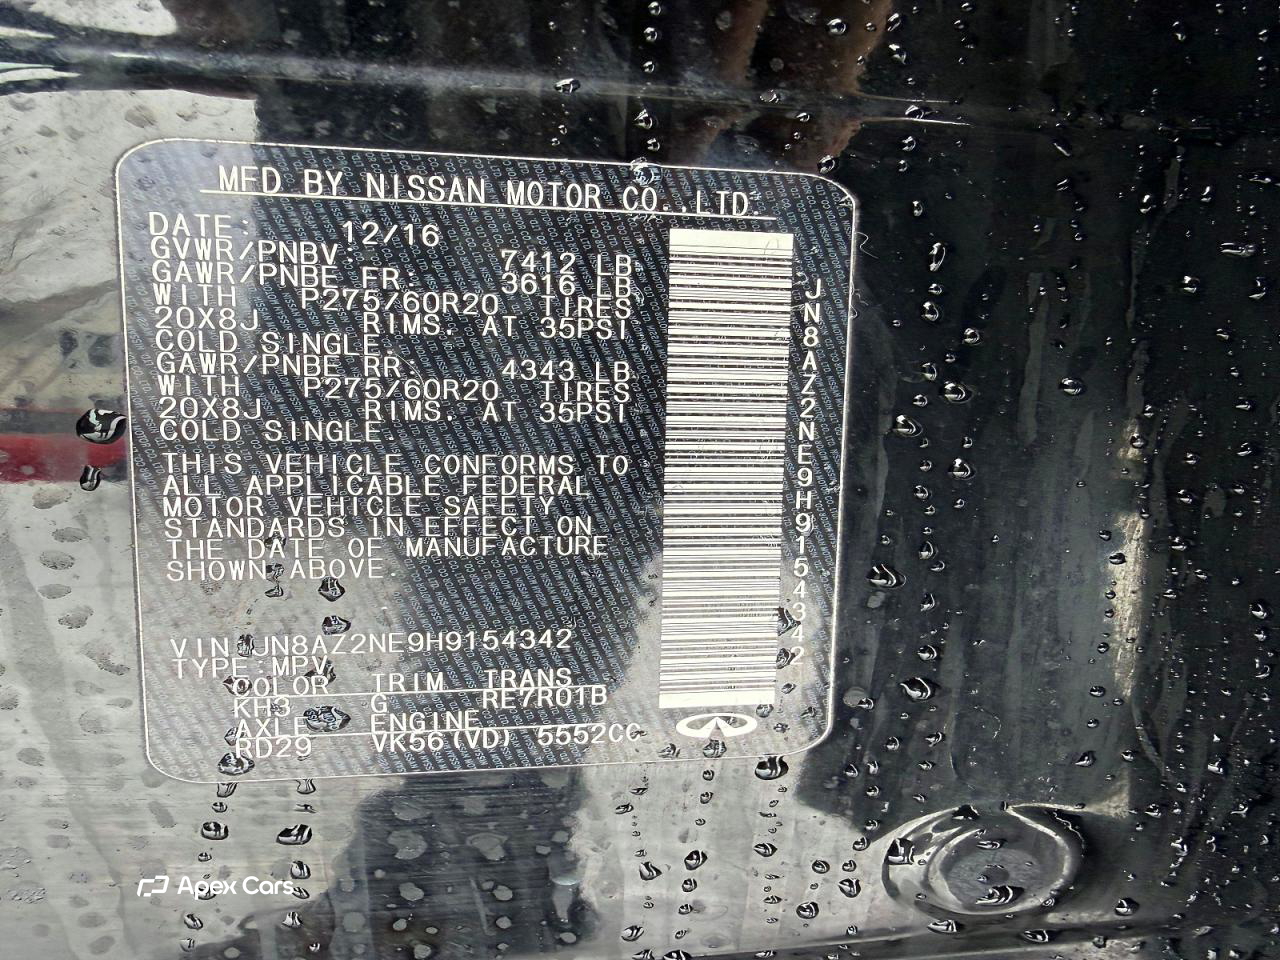 MFD BY NISSAN MOTOR CO.,LTD.
DATE: 12/16
GVWR/PNBV: 7412 LB
GAWR/PNBE FR: 3616 LB
WITH P275/60R20 TIRES
20X8J RIMS. AT 35PSI
COLD SINGLE.
GAWR/PNBE RR: 4343 LB
WITH P275/60R20 TIRES
20X8J RIMS. AT 35PSI
COLD SINGLE.
THIS VEHICLE CONFORMS TO
ALL APPLICABLE FEDERAL
MOTOR VEHICLE SAFETY
STANDARDS IN EFFECT ON
THE DATE OF MANUFACTURE
SHOWN ABOVE.
VIN:JN8AZ2NE9H9154342
TYPE:MPV
COLOR TRIM TRANS
KH3 G RE7R01B
AXLE ENGINE
RD29 VK56(VD) 5552CC
JN8AZ2NE9H9154342
Apex Cars